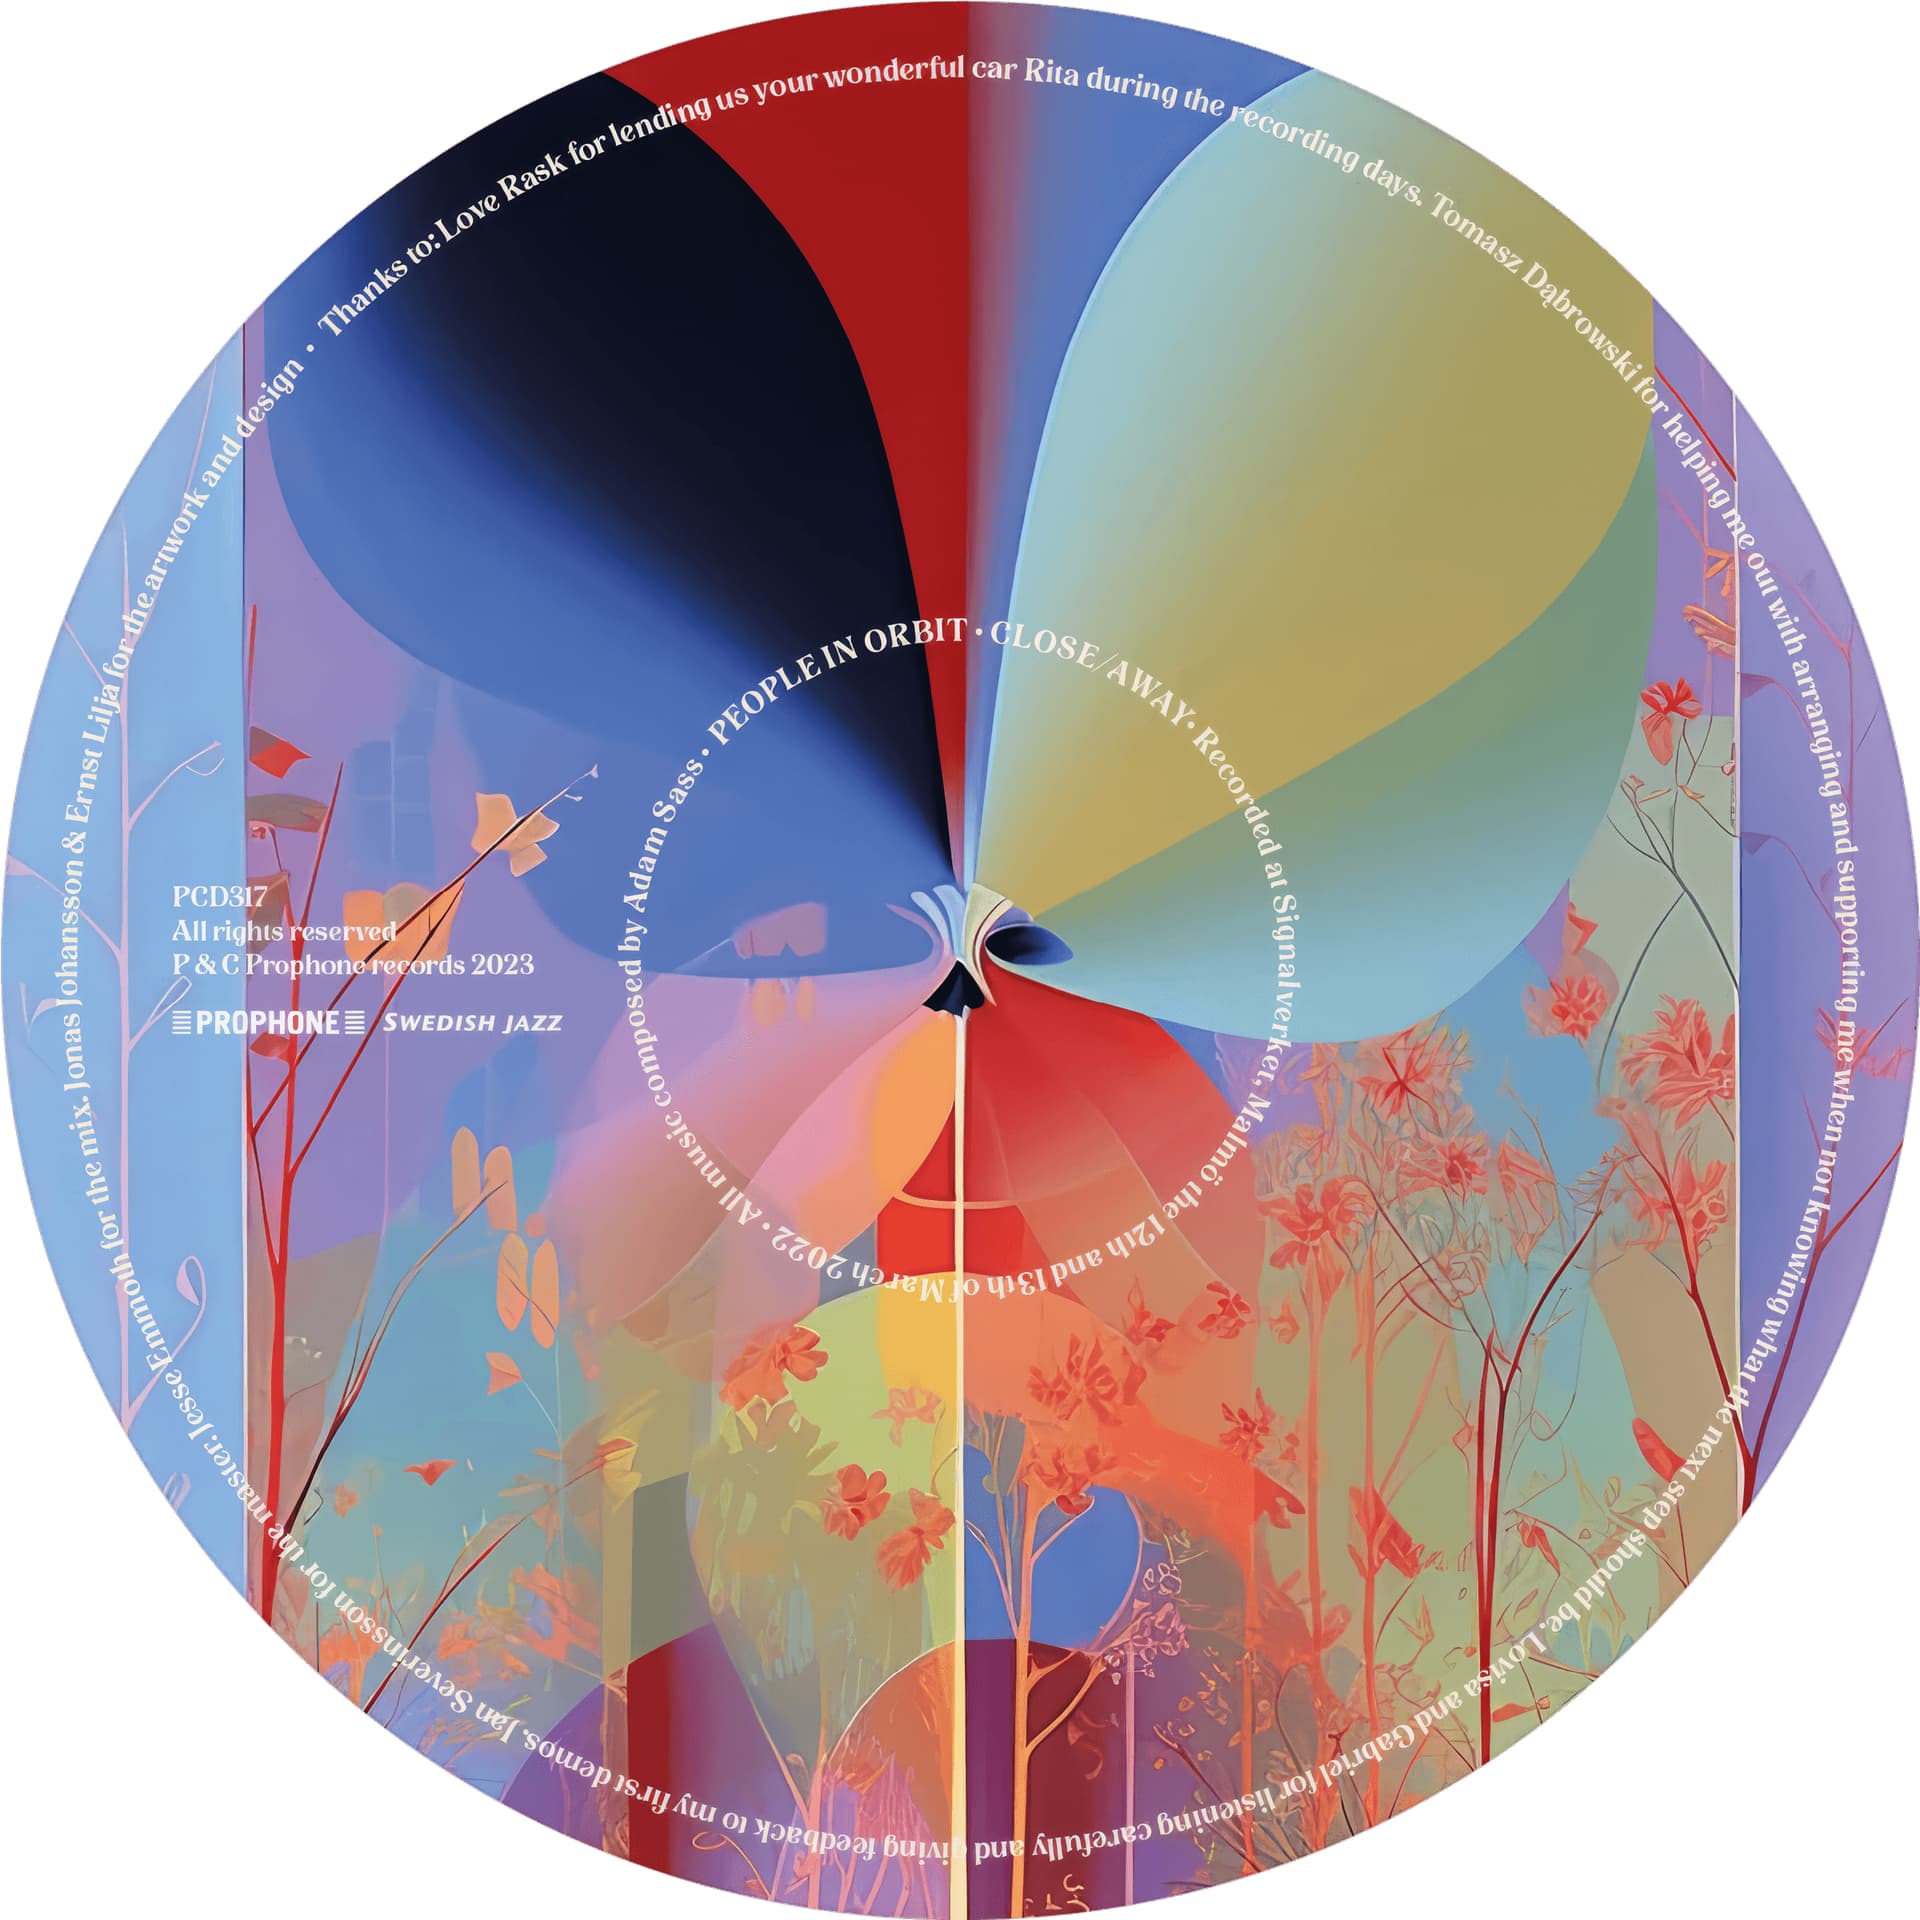 Thanks to: Love Rask for lending us your wonderful car Rita during the recording days. Tomasz Dąbrowski for helping me out with arranging and supporting me when not knowing what the next step should be. Lovisa and Gabriel for listening carefully and giving feedback to my first demos. Jan Severinsson for the master. Jesse Emmoth for the mix. Jonas Johansson & Ernst Lilja for the artwork and design •
PEOPLE IN ORBIT • CLOSE/AWAY • Recorded at Signalverket, Malmö the 12th and 13th of March 2022 • All music composed by Adam Sass •
PCD317
All rights reserved
P & C Prophone records 2023
PROPHONE SWEDISH JAZZ